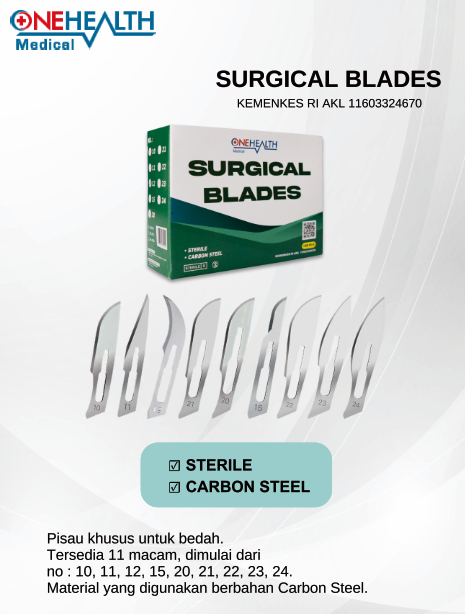 ONEHEALTH
Medical
SURGICAL BLADES
KEMENKES RI AKL 11603324670
ONEHEALTH
Medical
SURGICAL
BLADES
• STERILE
• CARBON STEEL
STERILE R
10 11 21 20 15 22 23 24
☑ STERILE
☑ CARBON STEEL
Pisau khusus untuk bedah.
Tersedia 11 macam, dimulai dari
no : 10, 11, 12, 15, 20, 21, 22, 23, 24.
Material yang digunakan berbahan Carbon Steel.